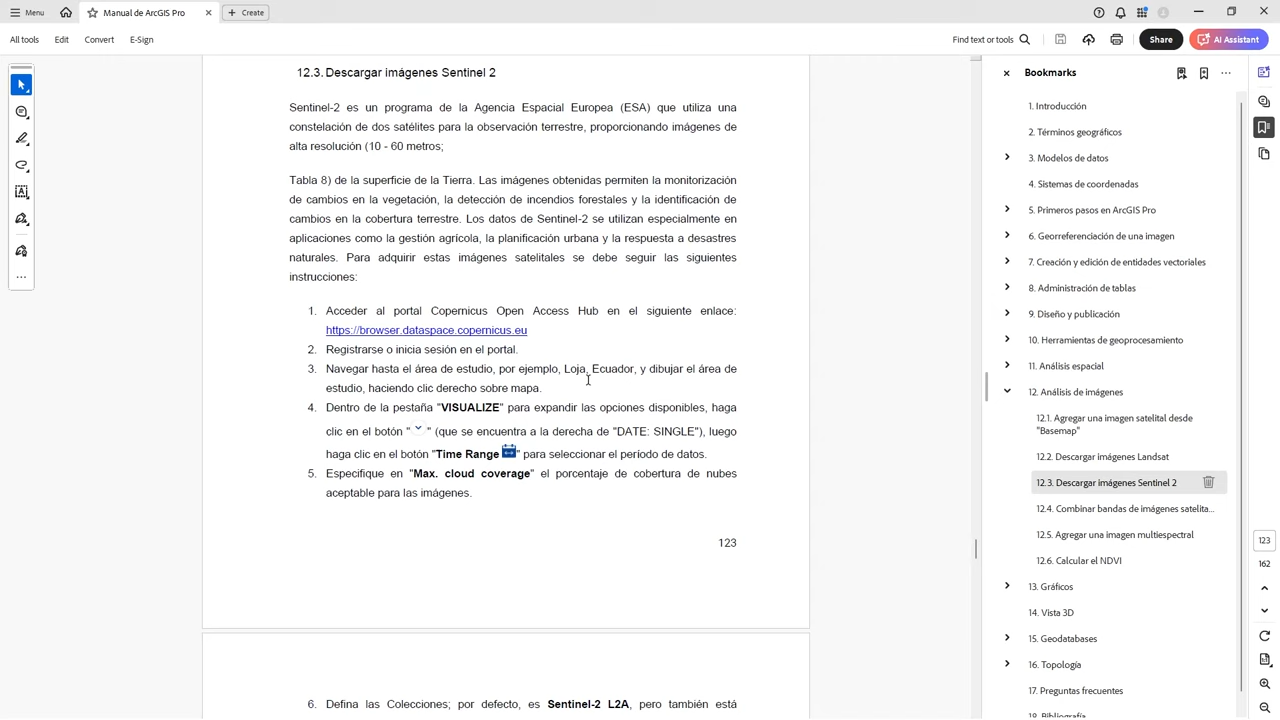 Menu
Manual de ArcGIS Pro
Create
All tools
Edit
Convert
E-Sign
Find text or tools
Share
AI Assistant
12.3. Descargar imágenes Sentinel 2
Sentinel-2 es un programa de la Agencia Espacial Europea (ESA) que utiliza una
constelación de dos satélites para la observación terrestre, proporcionando imágenes de
alta resolución (10 - 60 metros;
Tabla 8) de la superficie de la Tierra. Las imágenes obtenidas permiten la monitorización
de cambios en la vegetación, la detección de incendios forestales y la identificación de
cambios en la cobertura terrestre. Los datos de Sentinel-2 se utilizan especialmente en
aplicaciones como la gestión agrícola, la planificación urbana y la respuesta a desastres
naturales. Para adquirir estas imágenes satelitales se debe seguir las siguientes
instrucciones:
1. Acceder al portal Copernicus Open Access Hub en el siguiente enlace:
https://browser.dataspace.copernicus.eu
2. Registrarse o inicia sesión en el portal.
3. Navegar hasta el área de estudio, por ejemplo, Loja, Ecuador, y dibujar el área de
estudio, haciendo clic derecho sobre mapa.
4. Dentro de la pestaña "VISUALIZE" para expandir las opciones disponibles, haga
clic en el botón " " (que se encuentra a la derecha de "DATE: SINGLE"), luego
haga clic en el botón "Time Range " para seleccionar el período de datos.
5. Especifique en "Max. cloud coverage" el porcentaje de cobertura de nubes
aceptable para las imágenes.
123
6. Defina las Colecciones; por defecto, es Sentinel-2 L2A, pero también está
Bookmarks
1. Introducción
2. Términos geográficos
3. Modelos de datos
4. Sistemas de coordenadas
5. Primeros pasos en ArcGIS Pro
6. Georreferenciación de una imagen
7. Creación y edición de entidades vectoriales
8. Administración de tablas
9. Diseño y publicación
10. Herramientas de geoprocesamiento
11. Análisis espacial
12. Análisis de imágenes
12.1. Agregar una imagen satelital desde
"Basemap"
12.2. Descargar imágenes Landsat
12.3. Descargar imágenes Sentinel 2
12.4. Combinar bandas de imágenes satelita...
12.5. Agregar una imagen multiespectral
12.6. Calcular el NDVI
13. Gráficos
14. Vista 3D
15. Geodatabases
16. Topología
17. Preguntas frecuentes
18. Bibliografía
123
162